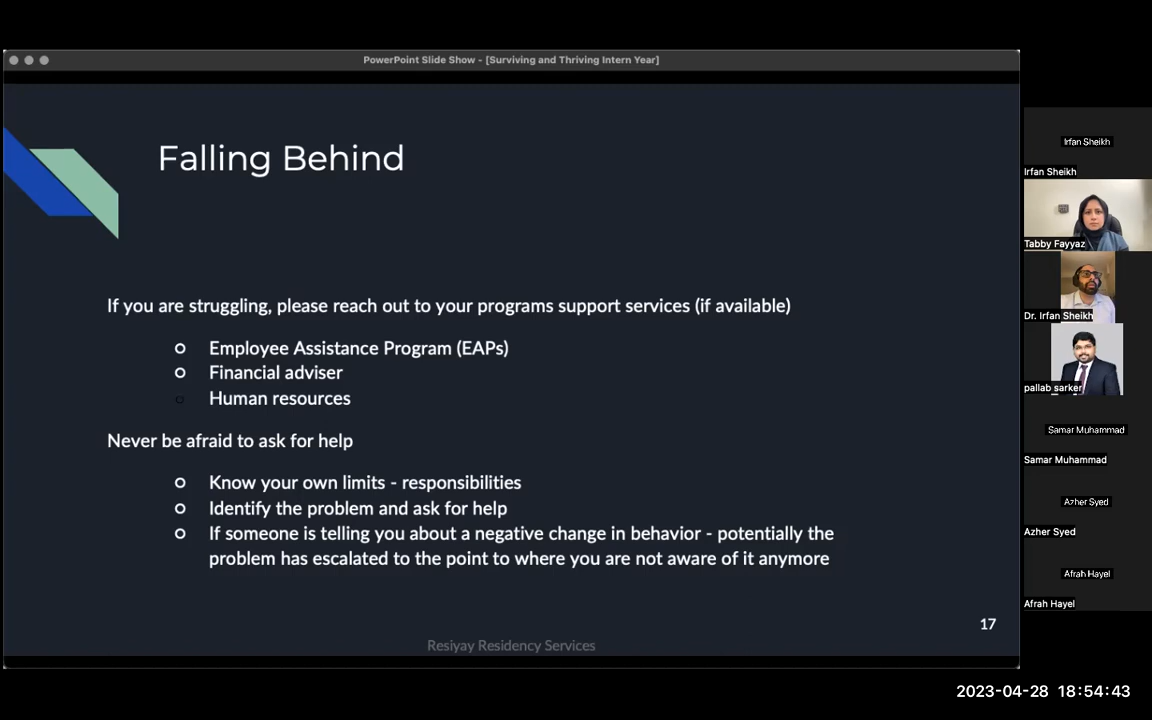 PowerPoint Slide Show - [Surviving and Thriving Intern Year]
Falling Behind
If you are struggling, please reach out to your programs support services (if available)
Employee Assistance Program (EAPs)
Financial adviser
Human resources
Never be afraid to ask for help
Know your own limits - responsibilities
Identify the problem and ask for help
If someone is telling you about a negative change in behavior - potentially the
problem has escalated to the point to where you are not aware of it anymore
17
Resiyay Residency Services
Irfan Sheikh
Irfan Sheikh
Tabby Fayyaz
Dr. Irfan Sheikh
pallab sarker
Samar Muhammad
Samar Muhammad
Azher Syed
Azher Syed
Afrah Hayel
Afrah Hayel
2023-04-28 18:54:43